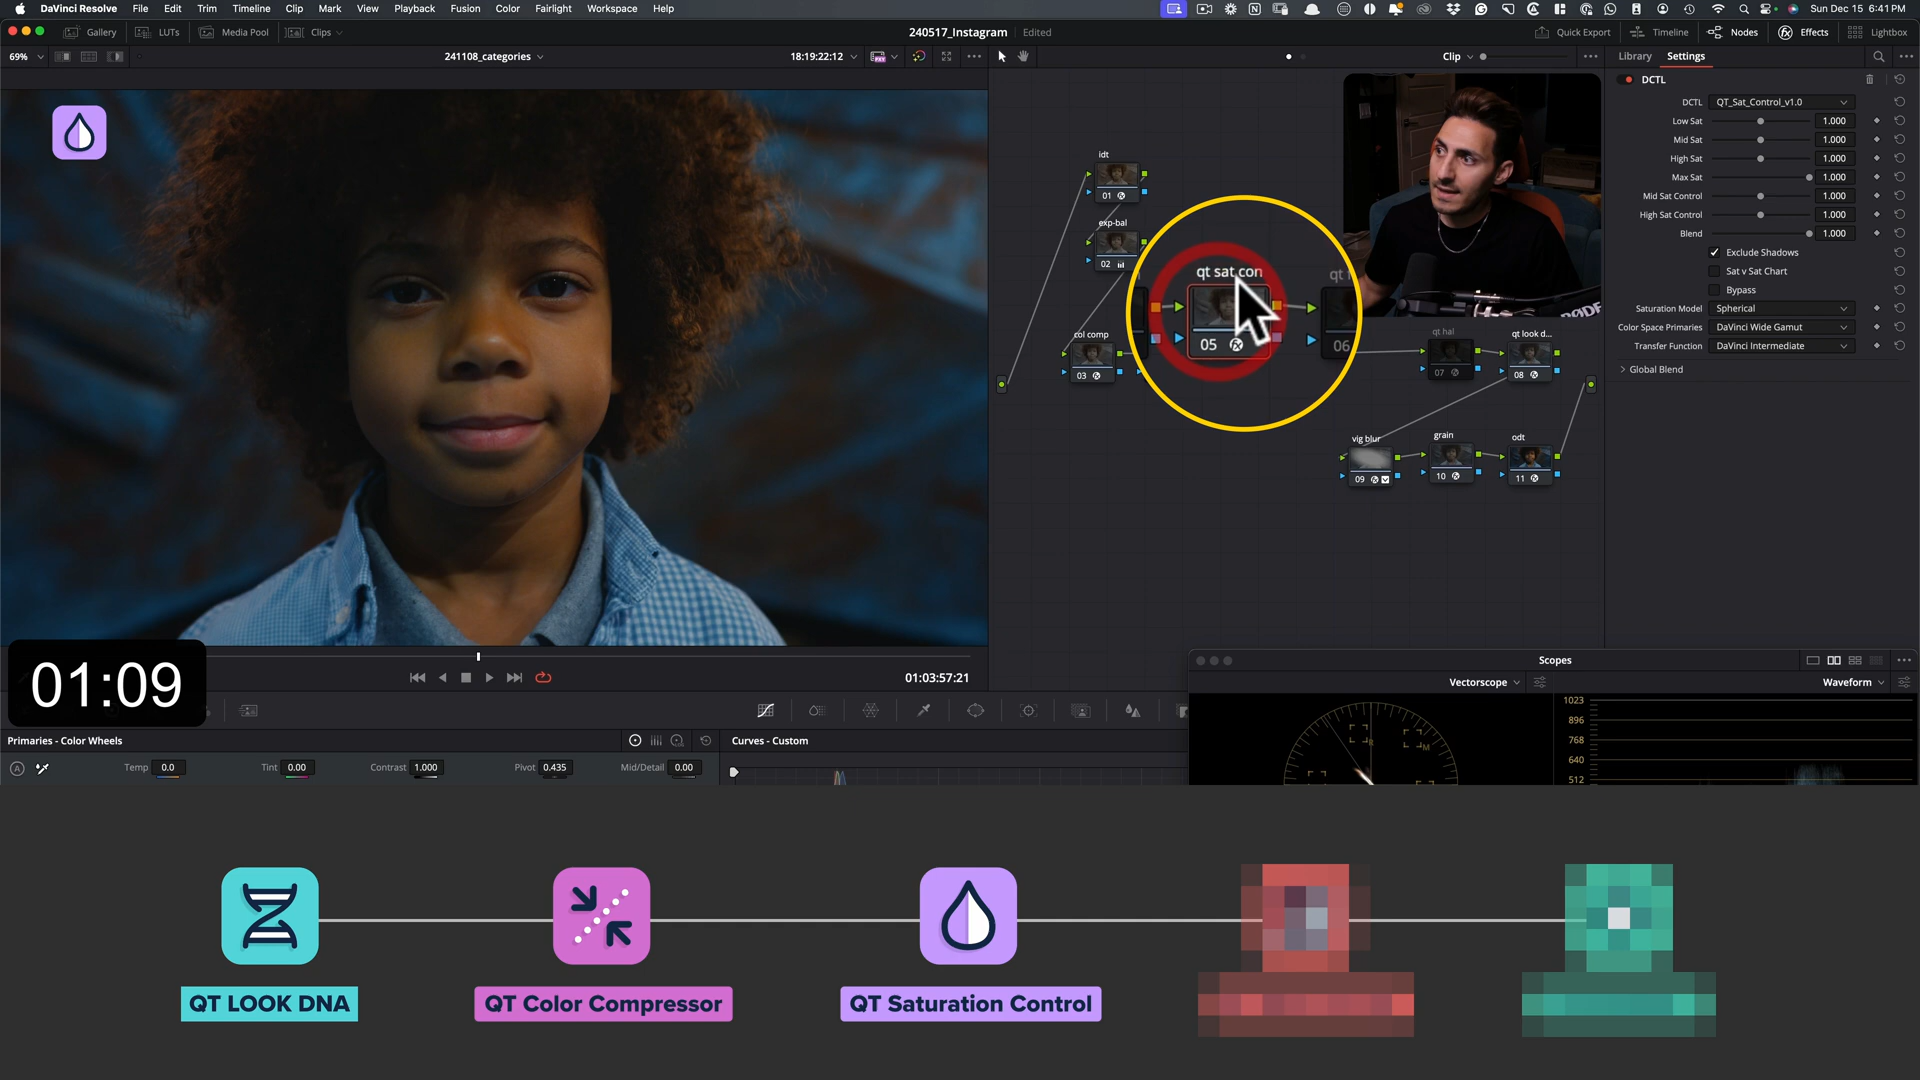 DaVinci Resolve File Edit Trim Timeline Clip Mark View Playback Fusion Color Fairlight Workspace Help
Sun Dec 15 6:41 PM
Gallery LUTs Media Pool Clips
240517_Instagram Edited
Quick Export Timeline Nodes Effects Lightbox
69%
241108_categories
18:19:22:12
Clip
Library Settings
DCTL
DCTL QT_Sat_Control_v1.0
Low Sat 1.000
Mid Sat 1.000
High Sat 1.000
Max Sat 1.000
Mid Sat Control 1.000
High Sat Control 1.000
Blend 1.000
Exclude Shadows
Sat v Sat Chart
Bypass
Saturation Model Spherical
Color Space Primaries DaVinci Wide Gamut
Transfer Function DaVinci Intermediate
Global Blend
idt
01
exp-bal
02
qt sat con
05
06
col comp
03
qt hal
07
qt look d...
08
vig blur
09
grain
10
odt
11
01:09
01:03:57:21
Scopes
Vectorscope
Waveform
1023
896
768
640
512
Primaries - Color Wheels
Curves - Custom
Temp 0.0 Tint 0.00 Contrast 1.000 Pivot 0.435 Mid/Detail 0.00
QT LOOK DNA
QT Color Compressor
QT Saturation Control